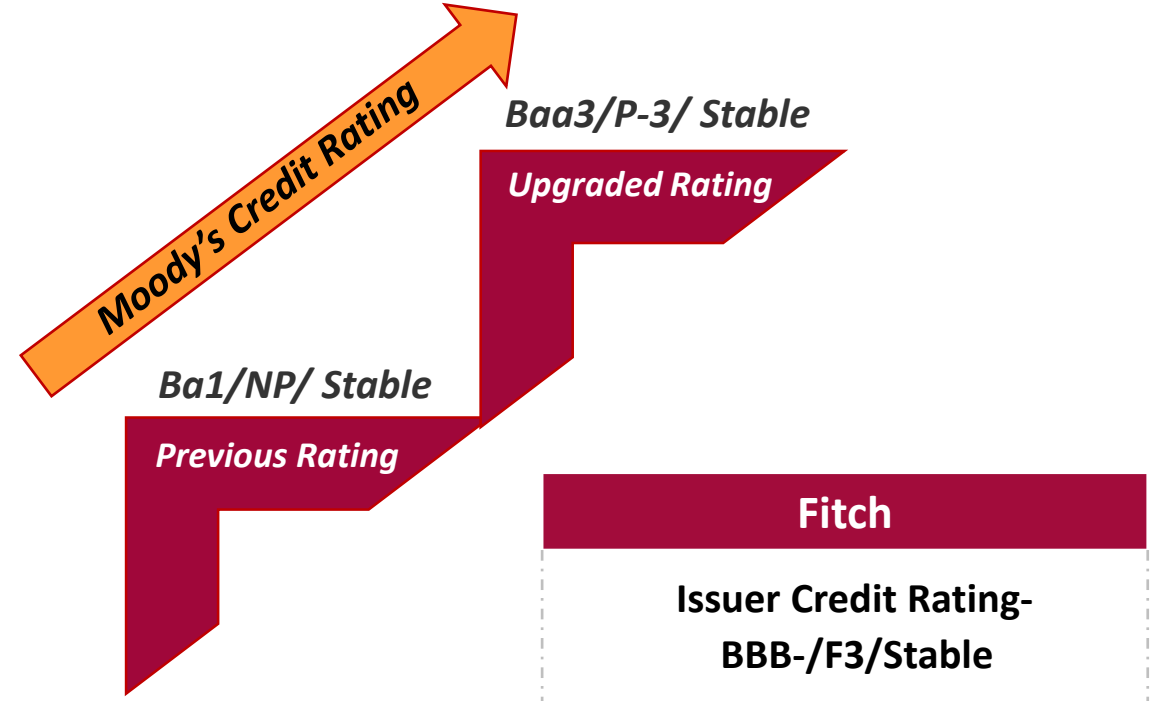 Moody's Credit Rating
Baa3/P-3/ Stable
Upgraded Rating
Ba1/NP/ Stable
Previous Rating
Fitch
Issuer Credit Rating-
BBB-/F3/Stable